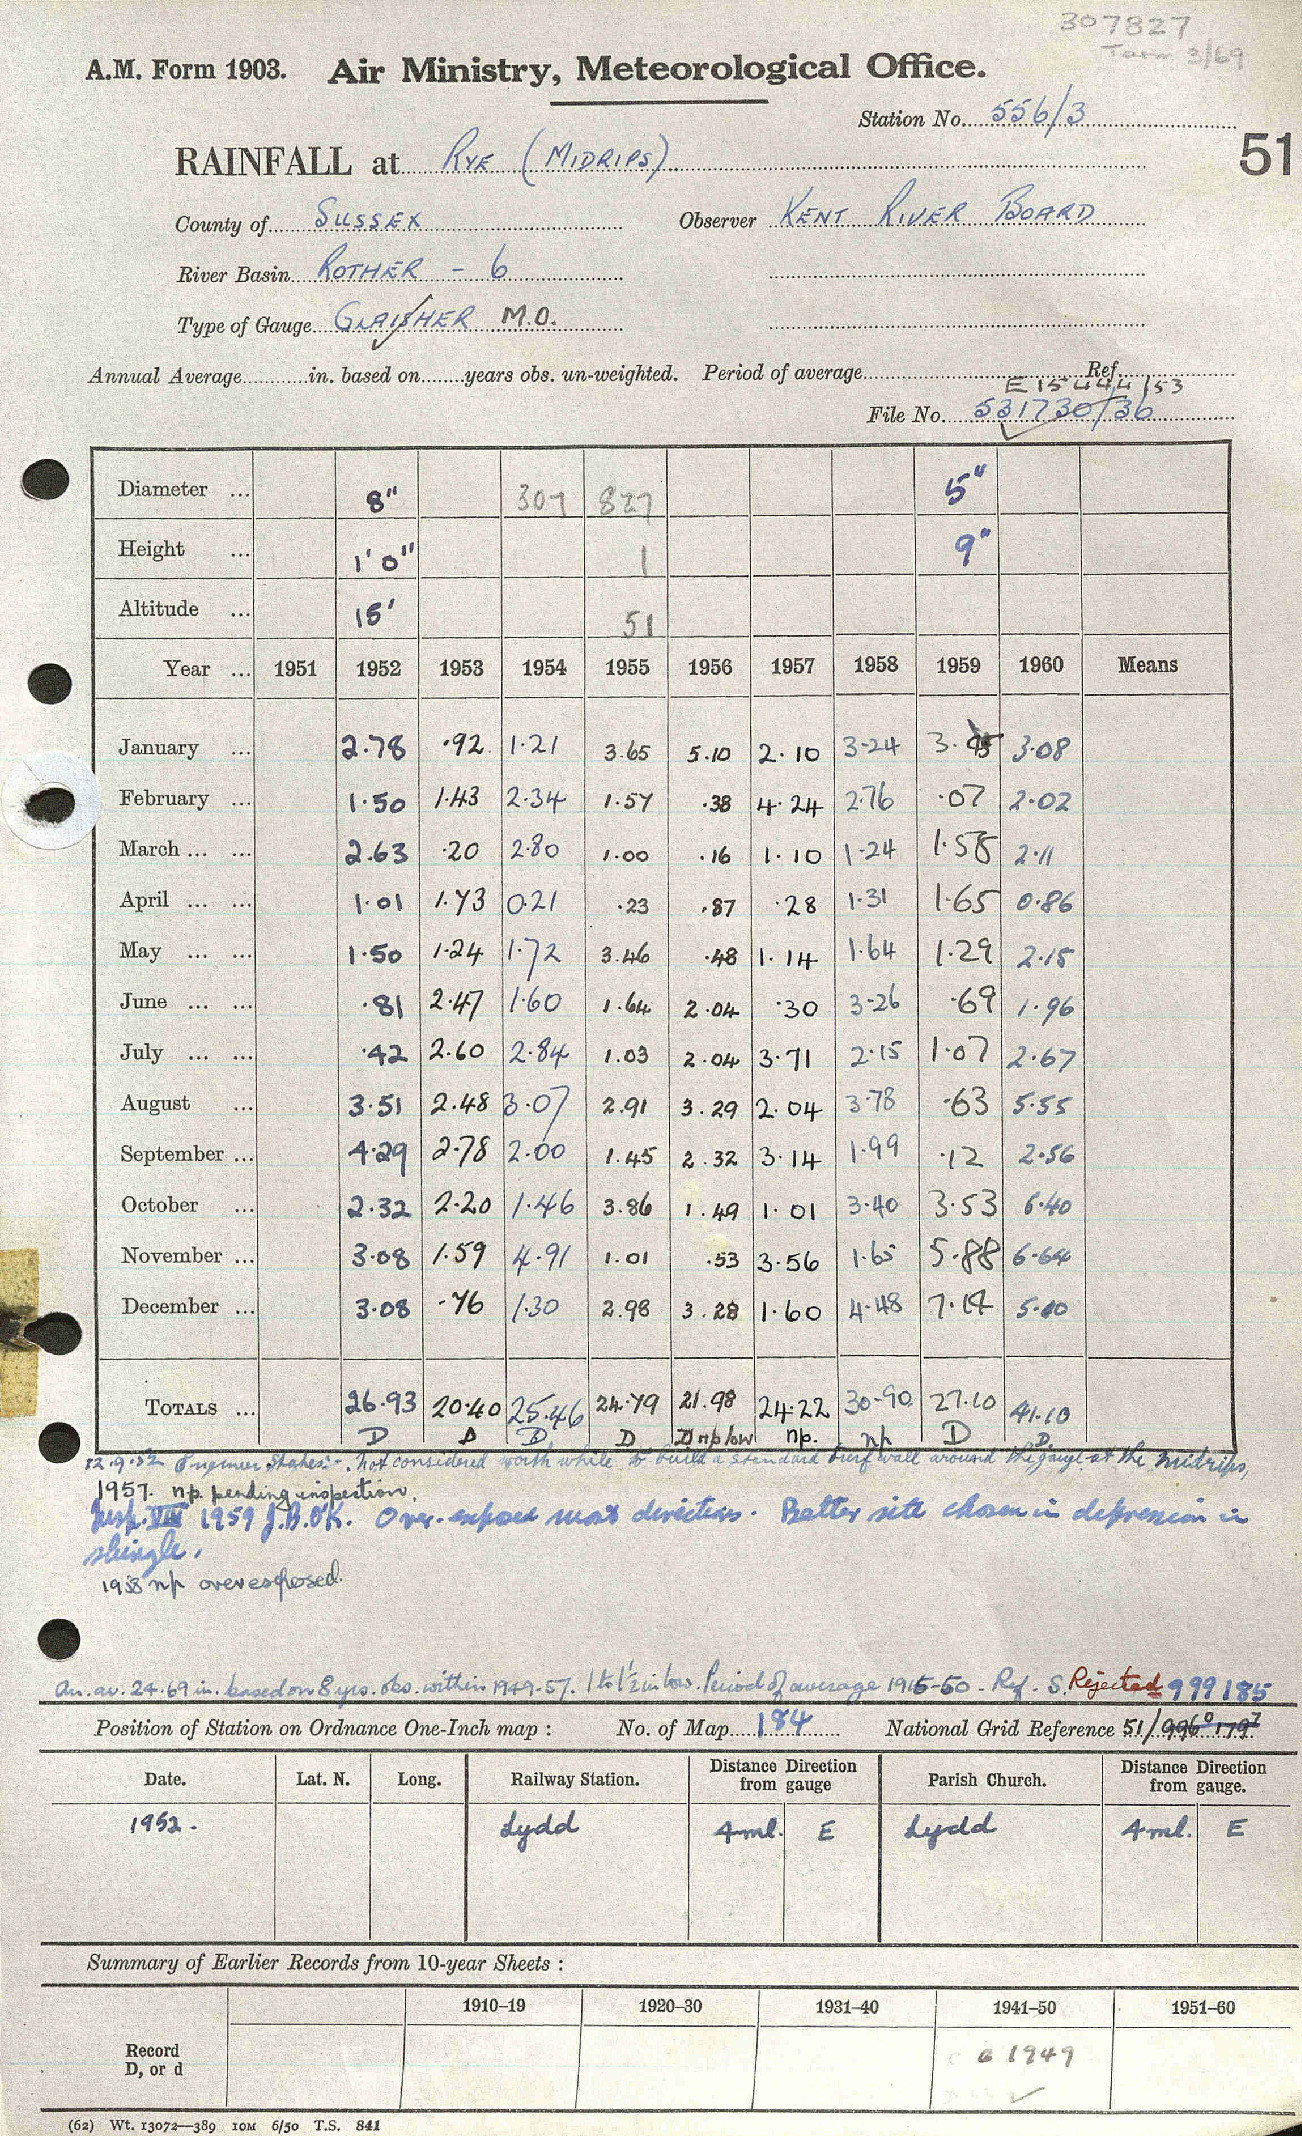 307827
3/69
A.M. Form 1903. Air Ministry, Meteorological Office.
Station No. 556/3
RAINFALL at RYE (MIDRIPS)
51
County of SUSSEX Observer KENT RIVER BOARD
River Basin ROTHER - 6
Type of Gauge GLAISHER M.O.
Annual Average in. based on years obs. un-weighted. Period of average Ref.
E 15444/53
File No. 531730/36
Diameter ... 8" 307 827 5"
Height ... 1' 0" 1 9"
Altitude ... 15' 51
Year ... 1951 1952 1953 1954 1955 1956 1957 1958 1959 1960 Means
January ... 2.78 .92 1.21 3.65 5.10 2.10 3.24 3. 3.08
February ... 1.50 1.43 2.34 1.57 .38 4.24 2.76 .07 2.02
March ... ... 2.63 .20 2.80 1.00 .16 1.10 1.24 1.58 2.11
April ... ... 1.01 1.73 0.21 .23 .87 .28 1.31 1.65 0.86
May ... ... 1.50 1.24 1.72 3.46 .48 1.14 1.64 1.29 2.15
June ... ... .81 2.47 1.60 1.64 2.04 .30 3.26 .69 1.96
July ... ... .42 2.60 2.84 1.03 2.04 3.71 2.15 1.07 2.67
August ... 3.51 2.48 3.07 2.91 3.29 2.04 3.78 .63 5.55
September ... 4.29 2.78 2.00 1.45 2.32 3.14 1.99 .12 2.56
October ... 2.32 2.20 1.46 3.86 1.49 1.01 3.40 3.53 6.40
November ... 3.08 1.59 4.91 1.01 .53 3.56 1.65 5.88 6.64
December ... 3.08 .76 1.30 2.98 3.28 1.60 4.48 7.14 5.10
TOTALS ... 26.93 20.40 25.46 24.79 21.98 24.22 30.90 27.10 41.10
D D D D D np low np. np D D.
12.9.52 Engineer States:- not considered worth while to build a standard turf wall around the gauge at the Midrips,
1957. np pending inspection.
Insp. VIII 1959 J.B.O'K. Over-exposed most directions. Better site chosen in depression in
shingle.
1958 np overexposed.
An. av. 24.69 in. based on 8 yrs. obs. within 1949-57. 1 to 1½ in low. Period of average 1916-50. Ref. S. Rejected 999185
Position of Station on Ordnance One-Inch map : No. of Map 184 National Grid Reference 51/996⁰ 179⁷
Date. Lat. N. Long. Railway Station. Distance Direction from gauge Parish Church. Distance Direction from gauge.
1952. Lydd 4ml. E Lydd 4ml. E
Summary of Earlier Records from 10-year Sheets :
1910–19 1920–30 1931–40 1941–50 1951–60
Record
D, or d
1949
(62) Wt. 13072—389 10M 6/50 T.S. 841